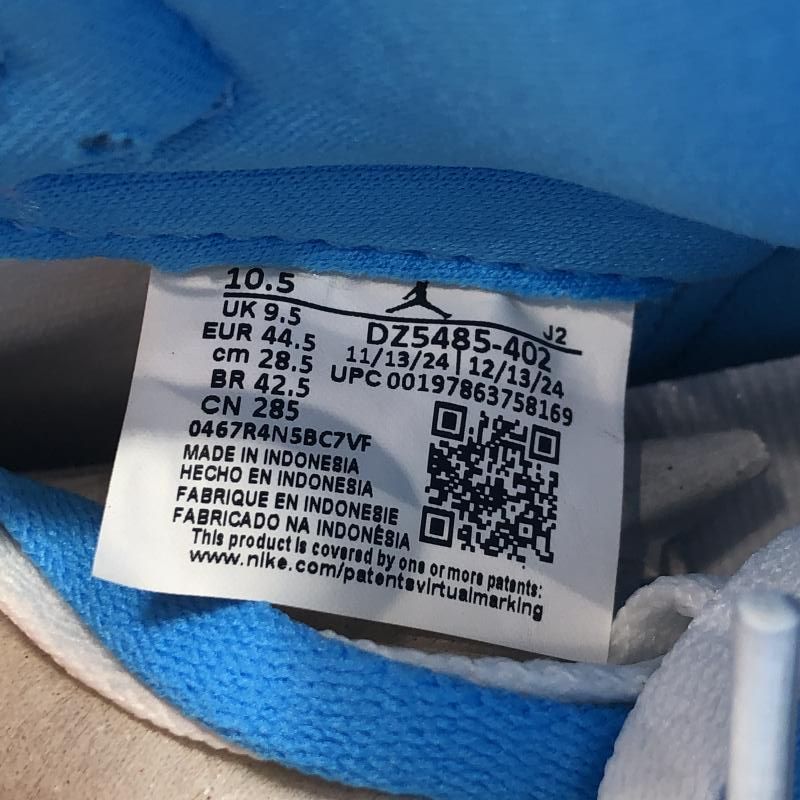 10.5
UK 9.5
EUR 44.5
cm 28.5
BR 42.5
CN 285
J2
DZ5485-402
11/13/24 | 12/13/24
UPC 00197863758169
0467R4N5BC7VF
MADE IN INDONESIA
HECHO EN INDONESIA
FABRIQUE EN INDONESIE
FABRICADO NA INDONÉSIA
This product is covered by one or more patents:
www.nike.com/patentsvirtualmarking